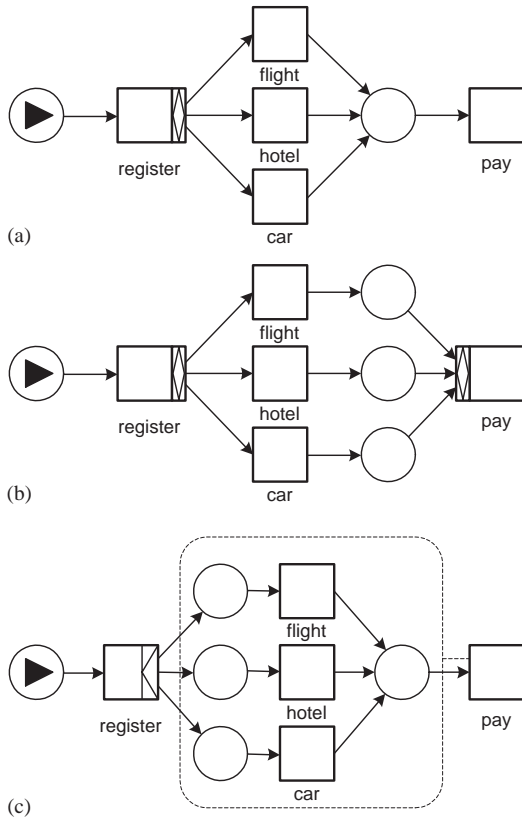 flight
register
hotel
pay
car
(a)
flight
register
hotel
pay
car
(b)
flight
register
hotel
pay
car
(c)